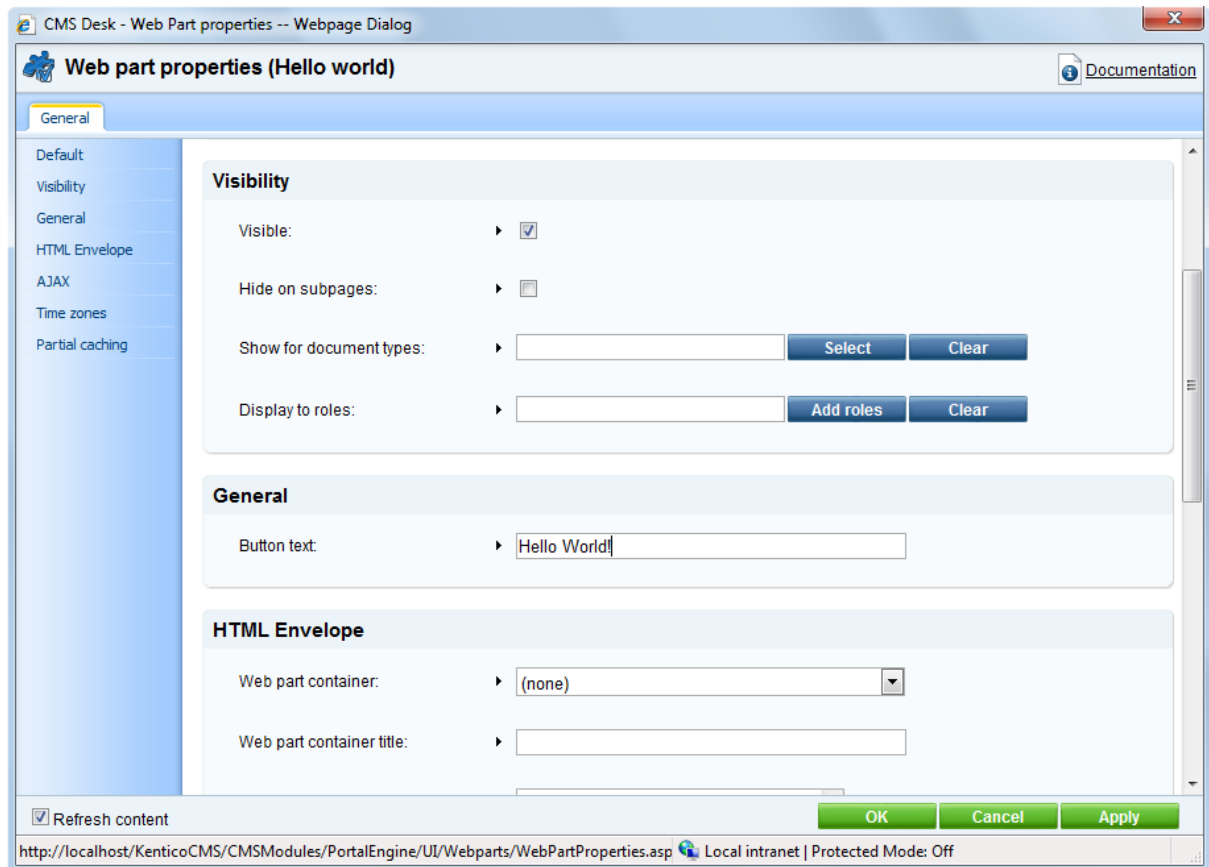 CMS Desk - Web Part properties -- Webpage Dialog
X
Web part properties (Hello world)
Documentation
General
Default
Visibility
General
HTML Envelope
AJAX
Time zones
Partial caching
Visibility
Visible:
Hide on subpages:
Show for document types:
Select
Clear
Display to roles:
Add roles
Clear
General
Button text:
Hello World!
HTML Envelope
Web part container:
(none)
Web part container title:
Refresh content
OK
Cancel
Apply
http://localhost/KenticoCMS/CMSModules/PortalEngine/UI/Webparts/WebPartProperties.asp
Local intranet | Protected Mode: Off